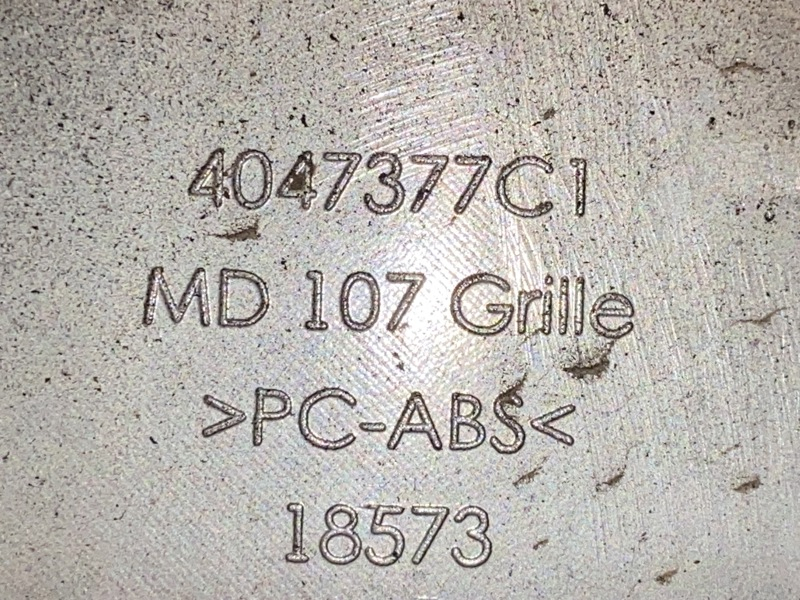 4047377C1
MD 107 Grille
>PC-ABS<
18573